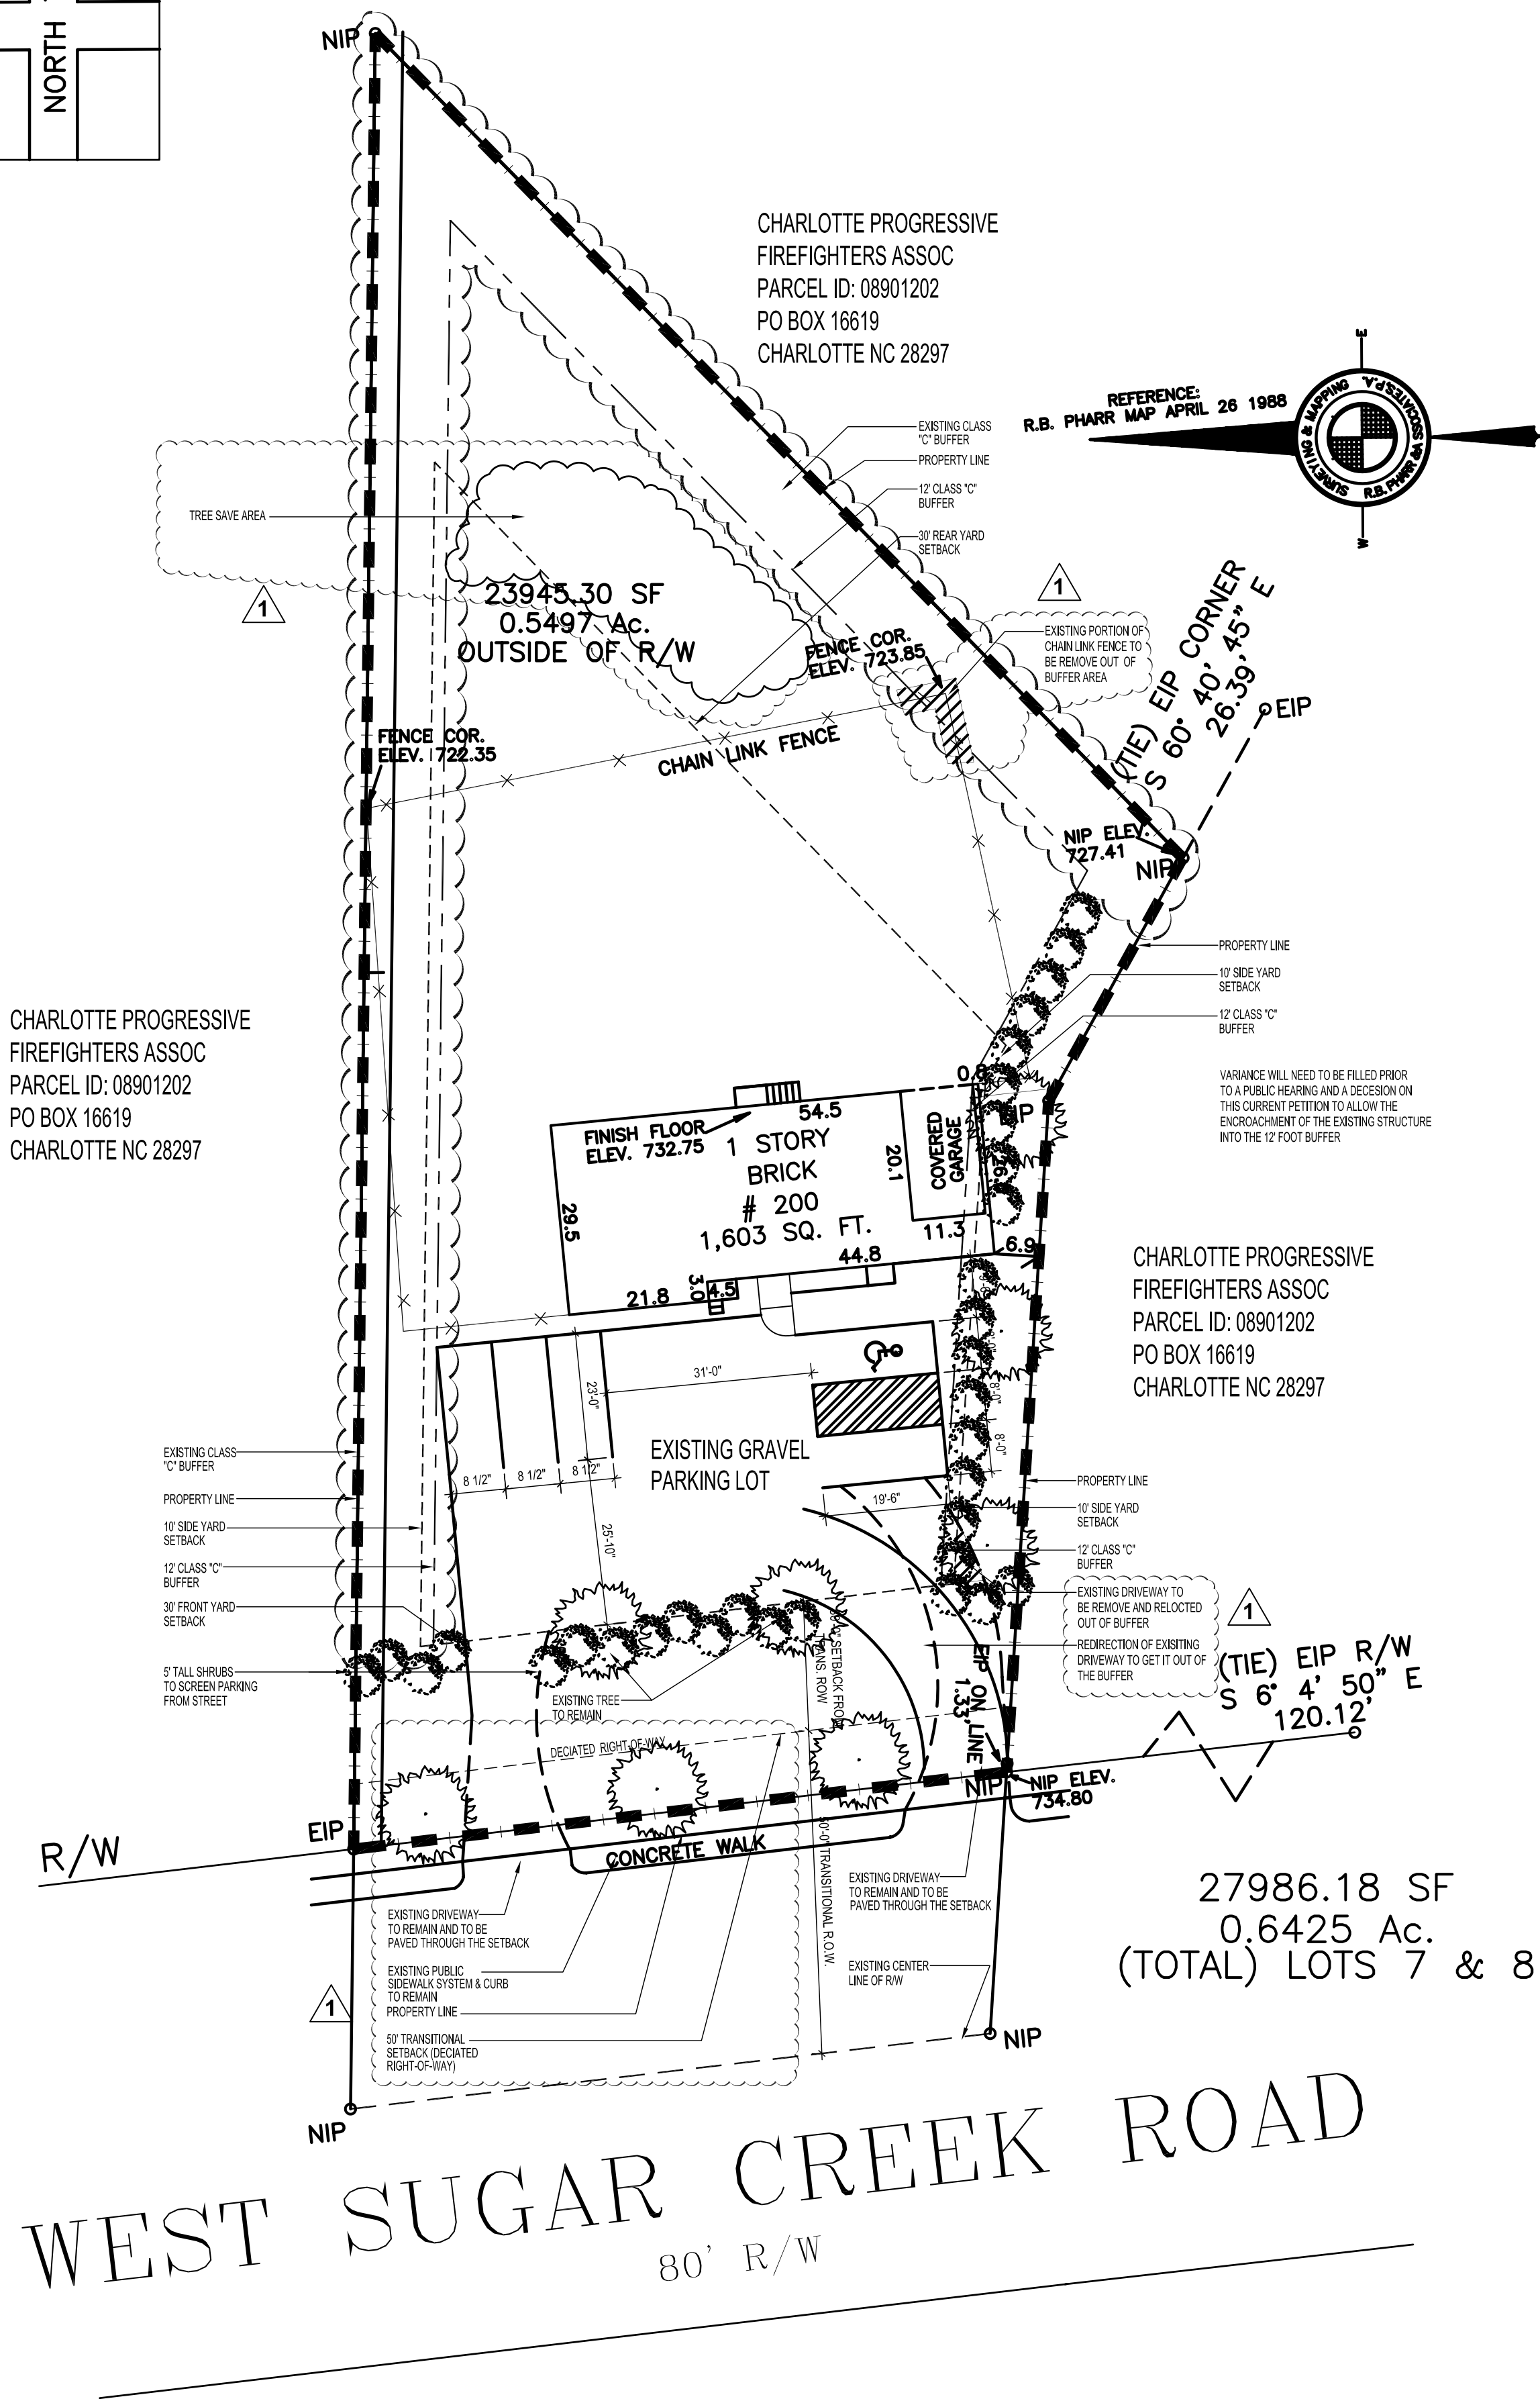 NORTH
NIP
CHARLOTTE PROGRESSIVE
FIREFIGHTERS ASSOC
PARCEL ID: 08901202
PO BOX 16619
CHARLOTTE NC 28297
REFERENCE:
R.B. PHARR MAP APRIL 26 1988
E
W
SURVEYING & MAPPING
R.B. PHARR & ASSOCIATES, P.A.
EXISTING CLASS
"C" BUFFER
PROPERTY LINE
12' CLASS "C"
BUFFER
30' REAR YARD
SETBACK
TREE SAVE AREA
1
23945.30 SF
0.5497 Ac.
OUTSIDE OF R/W
1
EXISTING PORTION OF
CHAIN LINK FENCE TO
BE REMOVE OUT OF
BUFFER AREA
FENCE COR.
ELEV. 723.85
(TIE) EIP CORNER
S 60° 40' 45" E
26.39'
EIP
FENCE COR.
ELEV. 722.35
CHAIN LINK FENCE
NIP ELEV.
727.41
NIP
PROPERTY LINE
10' SIDE YARD
SETBACK
12' CLASS "C"
BUFFER
CHARLOTTE PROGRESSIVE
FIREFIGHTERS ASSOC
PARCEL ID: 08901202
PO BOX 16619
CHARLOTTE NC 28297
VARIANCE WILL NEED TO BE FILLED PRIOR
TO A PUBLIC HEARING AND A DECESION ON
THIS CURRENT PETITION TO ALLOW THE
ENCROACHMENT OF THE EXISTING STRUCTURE
INTO THE 12' FOOT BUFFER
EIP
54.5
FINISH FLOOR
ELEV. 732.75
1 STORY
BRICK
# 200
1,603 SQ. FT.
20.1
COVERED
GARAGE
29.5
11.3
44.8
6.9
21.8
3.0
4.5
CHARLOTTE PROGRESSIVE
FIREFIGHTERS ASSOC
PARCEL ID: 08901202
PO BOX 16619
CHARLOTTE NC 28297
31'-0"
23'-0"
8'-0"
8'-0"
EXISTING GRAVEL
PARKING LOT
8 1/2"
8 1/2"
8 1/2"
19'-6"
25'-10"
EXISTING CLASS
"C" BUFFER
PROPERTY LINE
10' SIDE YARD
SETBACK
12' CLASS "C"
BUFFER
30' FRONT YARD
SETBACK
5' TALL SHRUBS
TO SCREEN PARKING
FROM STREET
PROPERTY LINE
10' SIDE YARD
SETBACK
12' CLASS "C"
BUFFER
EXISTING DRIVEWAY TO
BE REMOVE AND RELOCTED
OUT OF BUFFER
REDIRECTION OF EXISTING
DRIVEWAY TO GET IT OUT OF
THE BUFFER
1
(TIE) EIP R/W
S 6° 4' 50" E
120.12'
EXISTING TREE
TO REMAIN
SETBACK FROM
TRANS. ROW
EIP ON LINE
1.33'
DECIATED RIGHT-OF-WAY
NIP
NIP ELEV.
734.80
EIP
R/W
CONCRETE WALK
50'-0" TRANSITIONAL R.O.W.
EXISTING DRIVEWAY
TO REMAIN AND TO BE
PAVED THROUGH THE SETBACK
EXISTING DRIVEWAY
TO REMAIN AND TO BE
PAVED THROUGH THE SETBACK
EXISTING PUBLIC
SIDEWALK SYSTEM & CURB
TO REMAIN
PROPERTY LINE
50' TRANSITIONAL
SETBACK (DECIATED
RIGHT-OF-WAY)
EXISTING CENTER
LINE OF R/W
1
27986.18 SF
0.6425 Ac.
(TOTAL) LOTS 7 & 8
NIP
NIP
WEST SUGAR CREEK ROAD
80' R/W